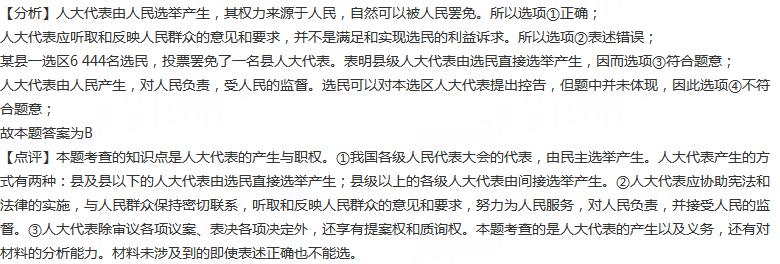 【分析】人大代表由人民选举产生，其权力来源于人民，自然可以被人民罢免。所以选项①正确；
人大代表应听取和反映人民群众的意见和要求，并不是满足和实现选民的利益诉求。所以选项②表述错误；
某县一选区6 444名选民，投票罢免了一名县人大代表。表明县级人大代表由选民直接选举产生，因而选项③符合题意；
人大代表由人民产生，对人民负责，受人民的监督。选民可以对本选区人大代表提出控告，但题中并未体现，因此选项④不符
合题意；
故本题答案为B
【点评】本题考查的知识点是人大代表的产生与职权。①我国各级人民代表大会的代表，由民主选举产生。人大代表产生的方
式有两种：县及县以下的人大代表由选民直接选举产生；县级以上的各级人大代表由间接选举产生。②人大代表应协助宪法和
法律的实施，与人民群众保持密切联系，听取和反映人民群众的意见和要求，努力为人民服务，对人民负责，并接受人民的监
督。③人大代表除审议各项议案、表决各项决定外，还享有提案权和质询权。本题考查的是人大代表的产生以及义务，还有对
材料的分析能力。材料未涉及到的即使表述正确也不能选。